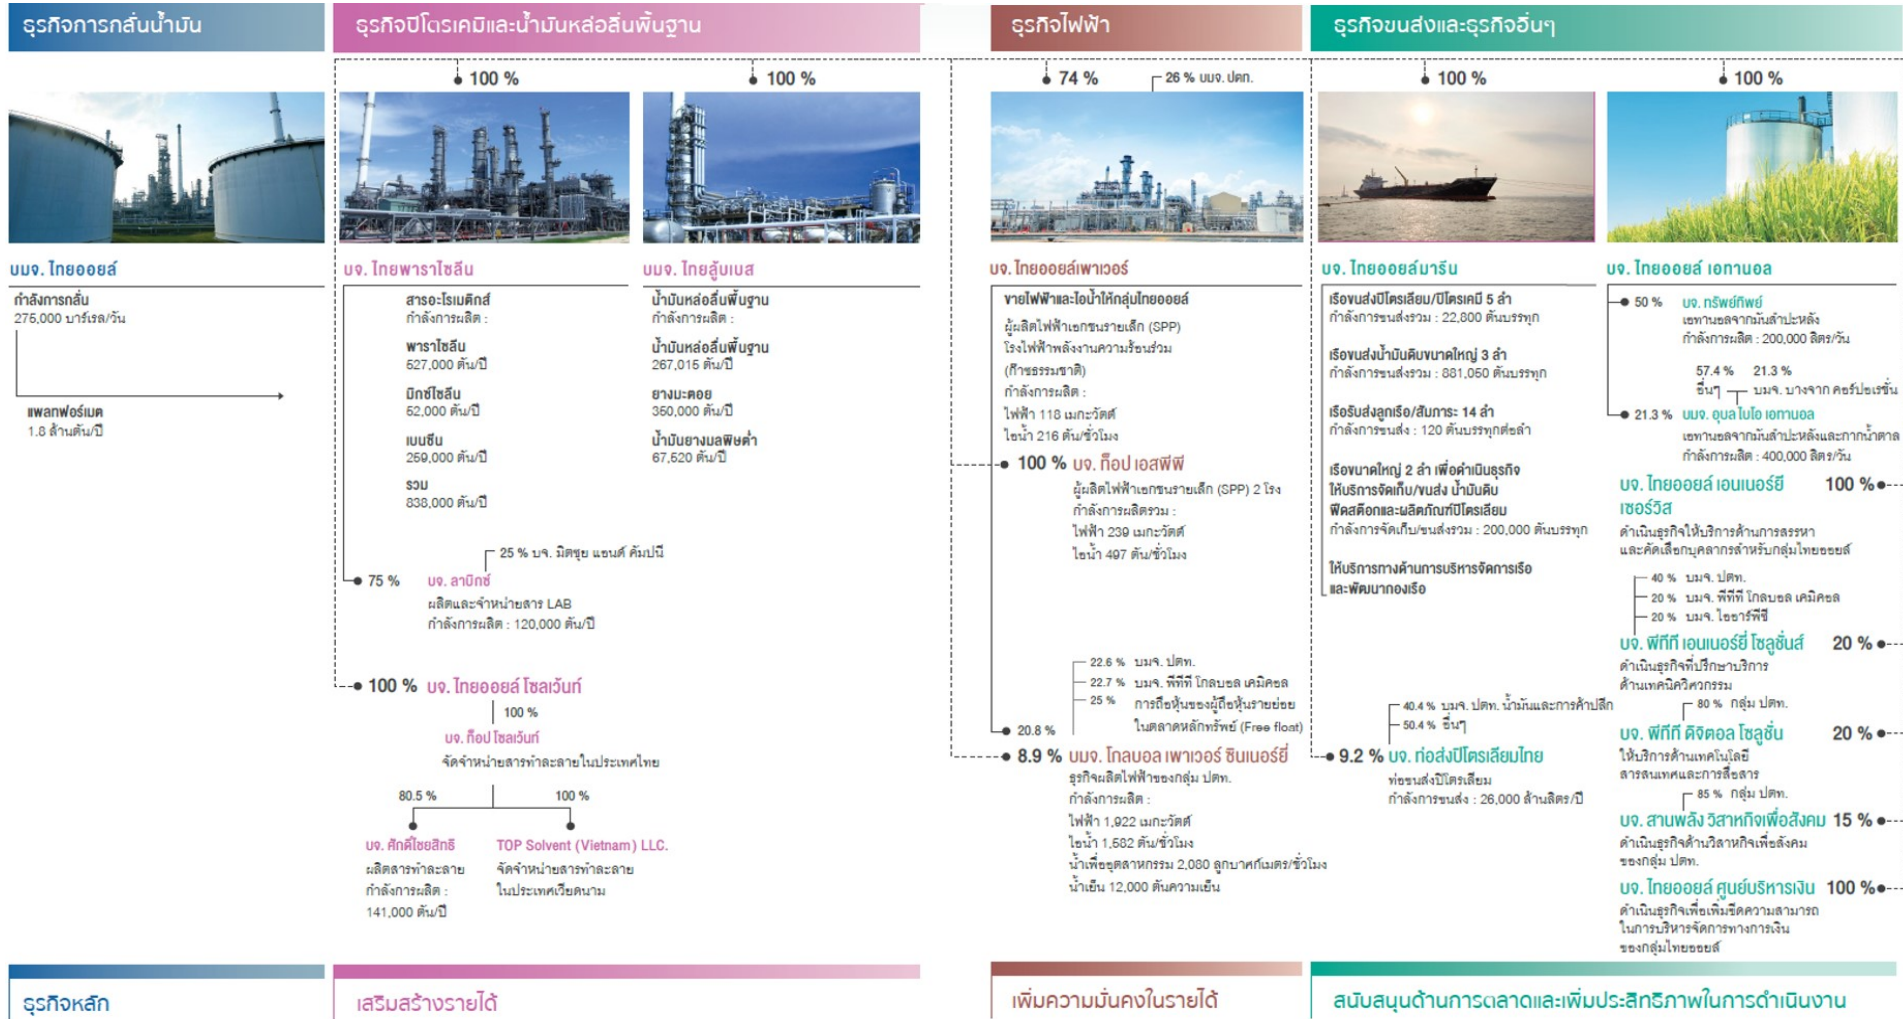 ธุรกิจการกลั่นน้ำมัน
ธุรกิจปิโตรเคมีและน้ำมันหล่อลื่นพื้นฐาน
ธุรกิจไฟฟ้า
ธุรกิจขนส่งและธุรกิจอื่นๆ
100 %
100 %
74 %
26 % บมจ. ปตท.
100 %
100 %
บมจ. ไทยออยล์
กำลังการกลั่น
275,000 บาร์เรล/วัน
แพลทฟอร์เมต
1.8 ล้านตัน/ปี
บจ. ไทยพาราไซลีน
สารอะโรเมติกส์
กำลังการผลิต :
พาราไซลีน
527,000 ตัน/ปี
มิกซ์ไซลีน
52,000 ตัน/ปี
เบนซีน
259,000 ตัน/ปี
รวม
838,000 ตัน/ปี
25 % บจ. มิตซุย แอนด์ คัมปนี
75 %
บจ. ลาบิกซ์
ผลิตและจำหน่ายสาร LAB
กำลังการผลิต : 120,000 ตัน/ปี
100 % บจ. ไทยออยล์ โซลเว้นท์
100 %
บจ. ท็อป โซลเว้นท์
จัดจำหน่ายสารทำละลายในประเทศไทย
80.5 %
100 %
บจ. ศักดิ์ไชยสิทธิ
ผลิตสารทำละลาย
กำลังการผลิต :
141,000 ตัน/ปี
TOP Solvent (Vietnam) LLC.
จัดจำหน่ายสารทำละลาย
ในประเทศเวียดนาม
บมจ. ไทยลู้บเบส
น้ำมันหล่อลื่นพื้นฐาน
กำลังการผลิต :
น้ำมันหล่อลื่นพื้นฐาน
267,015 ตัน/ปี
ยางมะตอย
350,000 ตัน/ปี
น้ำมันยางมลพิษต่ำ
67,520 ตัน/ปี
บจ. ไทยออยล์เพาเวอร์
ขายไฟฟ้าและไอน้ำให้กลุ่มไทยออยล์
ผู้ผลิตไฟฟ้าเอกชนรายเล็ก (SPP)
โรงไฟฟ้าพลังงานความร้อนร่วม
(ก๊าซธรรมชาติ)
กำลังการผลิต :
ไฟฟ้า 118 เมกะวัตต์
ไอน้ำ 216 ตัน/ชั่วโมง
100 % บจ. ท็อป เอสพีพี
ผู้ผลิตไฟฟ้าเอกชนรายเล็ก (SPP) 2 โรง
กำลังการผลิตรวม :
ไฟฟ้า 239 เมกะวัตต์
ไอน้ำ 497 ตัน/ชั่วโมง
22.6 % บมจ. ปตท.
22.7 % บมจ. พีทีที โกลบอล เคมิคอล
25 % การถือหุ้นของผู้ถือหุ้นรายย่อย
ในตลาดหลักทรัพย์ (Free float)
20.8 %
8.9 % บมจ. โกลบอล เพาเวอร์ ซินเนอร์ยี่
ธุรกิจผลิตไฟฟ้าของกลุ่ม ปตท.
กำลังการผลิต :
ไฟฟ้า 1,922 เมกะวัตต์
ไอน้ำ 1,582 ตัน/ชั่วโมง
น้ำเพื่ออุตสาหกรรม 2,080 ลูกบาศก์เมตร/ชั่วโมง
น้ำเย็น 12,000 ตันความเย็น
บจ. ไทยออยล์มารีน
เรือขนส่งปิโตรเลียม/ปิโตรเคมี 5 ลำ
กำลังการขนส่งรวม : 22,800 ตันบรรทุก
เรือขนส่งน้ำมันดิบขนาดใหญ่ 3 ลำ
กำลังการขนส่งรวม : 881,050 ตันบรรทุก
เรือรับส่งลูกเรือ/สัมภาระ 14 ลำ
กำลังการขนส่ง : 120 ตันบรรทุกต่อลำ
เรือขนาดใหญ่ 2 ลำ เพื่อดำเนินธุรกิจ
ให้บริการจัดเก็บ/ขนส่ง น้ำมันดิบ
ฟีดสต๊อกและผลิตภัณฑ์ปิโตรเลียม
กำลังการจัดเก็บ/ขนส่งรวม : 200,000 ตันบรรทุก
ให้บริการทางด้านการบริหารจัดการเรือ
และพัฒนากองเรือ
40.4 % บมจ. ปตท. น้ำมันและการค้าปลีก
50.4 % อื่นๆ
9.2 % บจ. ท่อส่งปิโตรเลียมไทย
ท่อขนส่งปิโตรเลียม
กำลังการขนส่ง : 26,000 ล้านลิตร/ปี
บจ. ไทยออยล์ เอทานอล
50 % บจ. ทรัพย์ทิพย์
เอทานอลจากมันสำปะหลัง
กำลังการผลิต : 200,000 ลิตร/วัน
57.4 % 21.3 %
อื่นๆ บมจ. บางจาก คอร์ปอเรชั่น
21.3 % บมจ. อุบล ไบโอ เอทานอล
เอทานอลจากมันสำปะหลังและกากน้ำตาล
กำลังการผลิต : 400,000 ลิตร/วัน
บจ. ไทยออยล์ เอนเนอร์ยี 100 %
เซอร์วิส
ดำเนินธุรกิจให้บริการด้านการสรรหา
และคัดเลือกบุคลากรสำหรับกลุ่มไทยออยล์
40 % บมจ. ปตท.
20 % บมจ. พีทีที โกลบอล เคมิคอล
20 % บมจ. ไออาร์พีซี
บจ. พีทีที เอนเนอร์ยี่ โซลูชั่นส์ 20 %
ดำเนินธุรกิจที่ปรึกษาบริการ
ด้านเทคนิควิศวกรรม
80 % กลุ่ม ปตท.
บจ. พีทีที ดิจิตอล โซลูชั่น 20 %
ให้บริการด้านเทคโนโลยี
สารสนเทศและการสื่อสาร
85 % กลุ่ม ปตท.
บจ. สานพลัง วิสาหกิจเพื่อสังคม 15 %
ดำเนินธุรกิจด้านวิสาหกิจเพื่อสังคม
ของกลุ่ม ปตท.
บจ. ไทยออยล์ ศูนย์บริหารเงิน 100 %
ดำเนินธุรกิจเพื่อเพิ่มขีดความสามารถ
ในการบริหารจัดการทางการเงิน
ของกลุ่มไทยออยล์
ธุรกิจหลัก
เสริมสร้างรายได้
เพิ่มความมั่นคงในรายได้
สนับสนุนด้านการตลาดและเพิ่มประสิทธิภาพในการดำเนินงาน